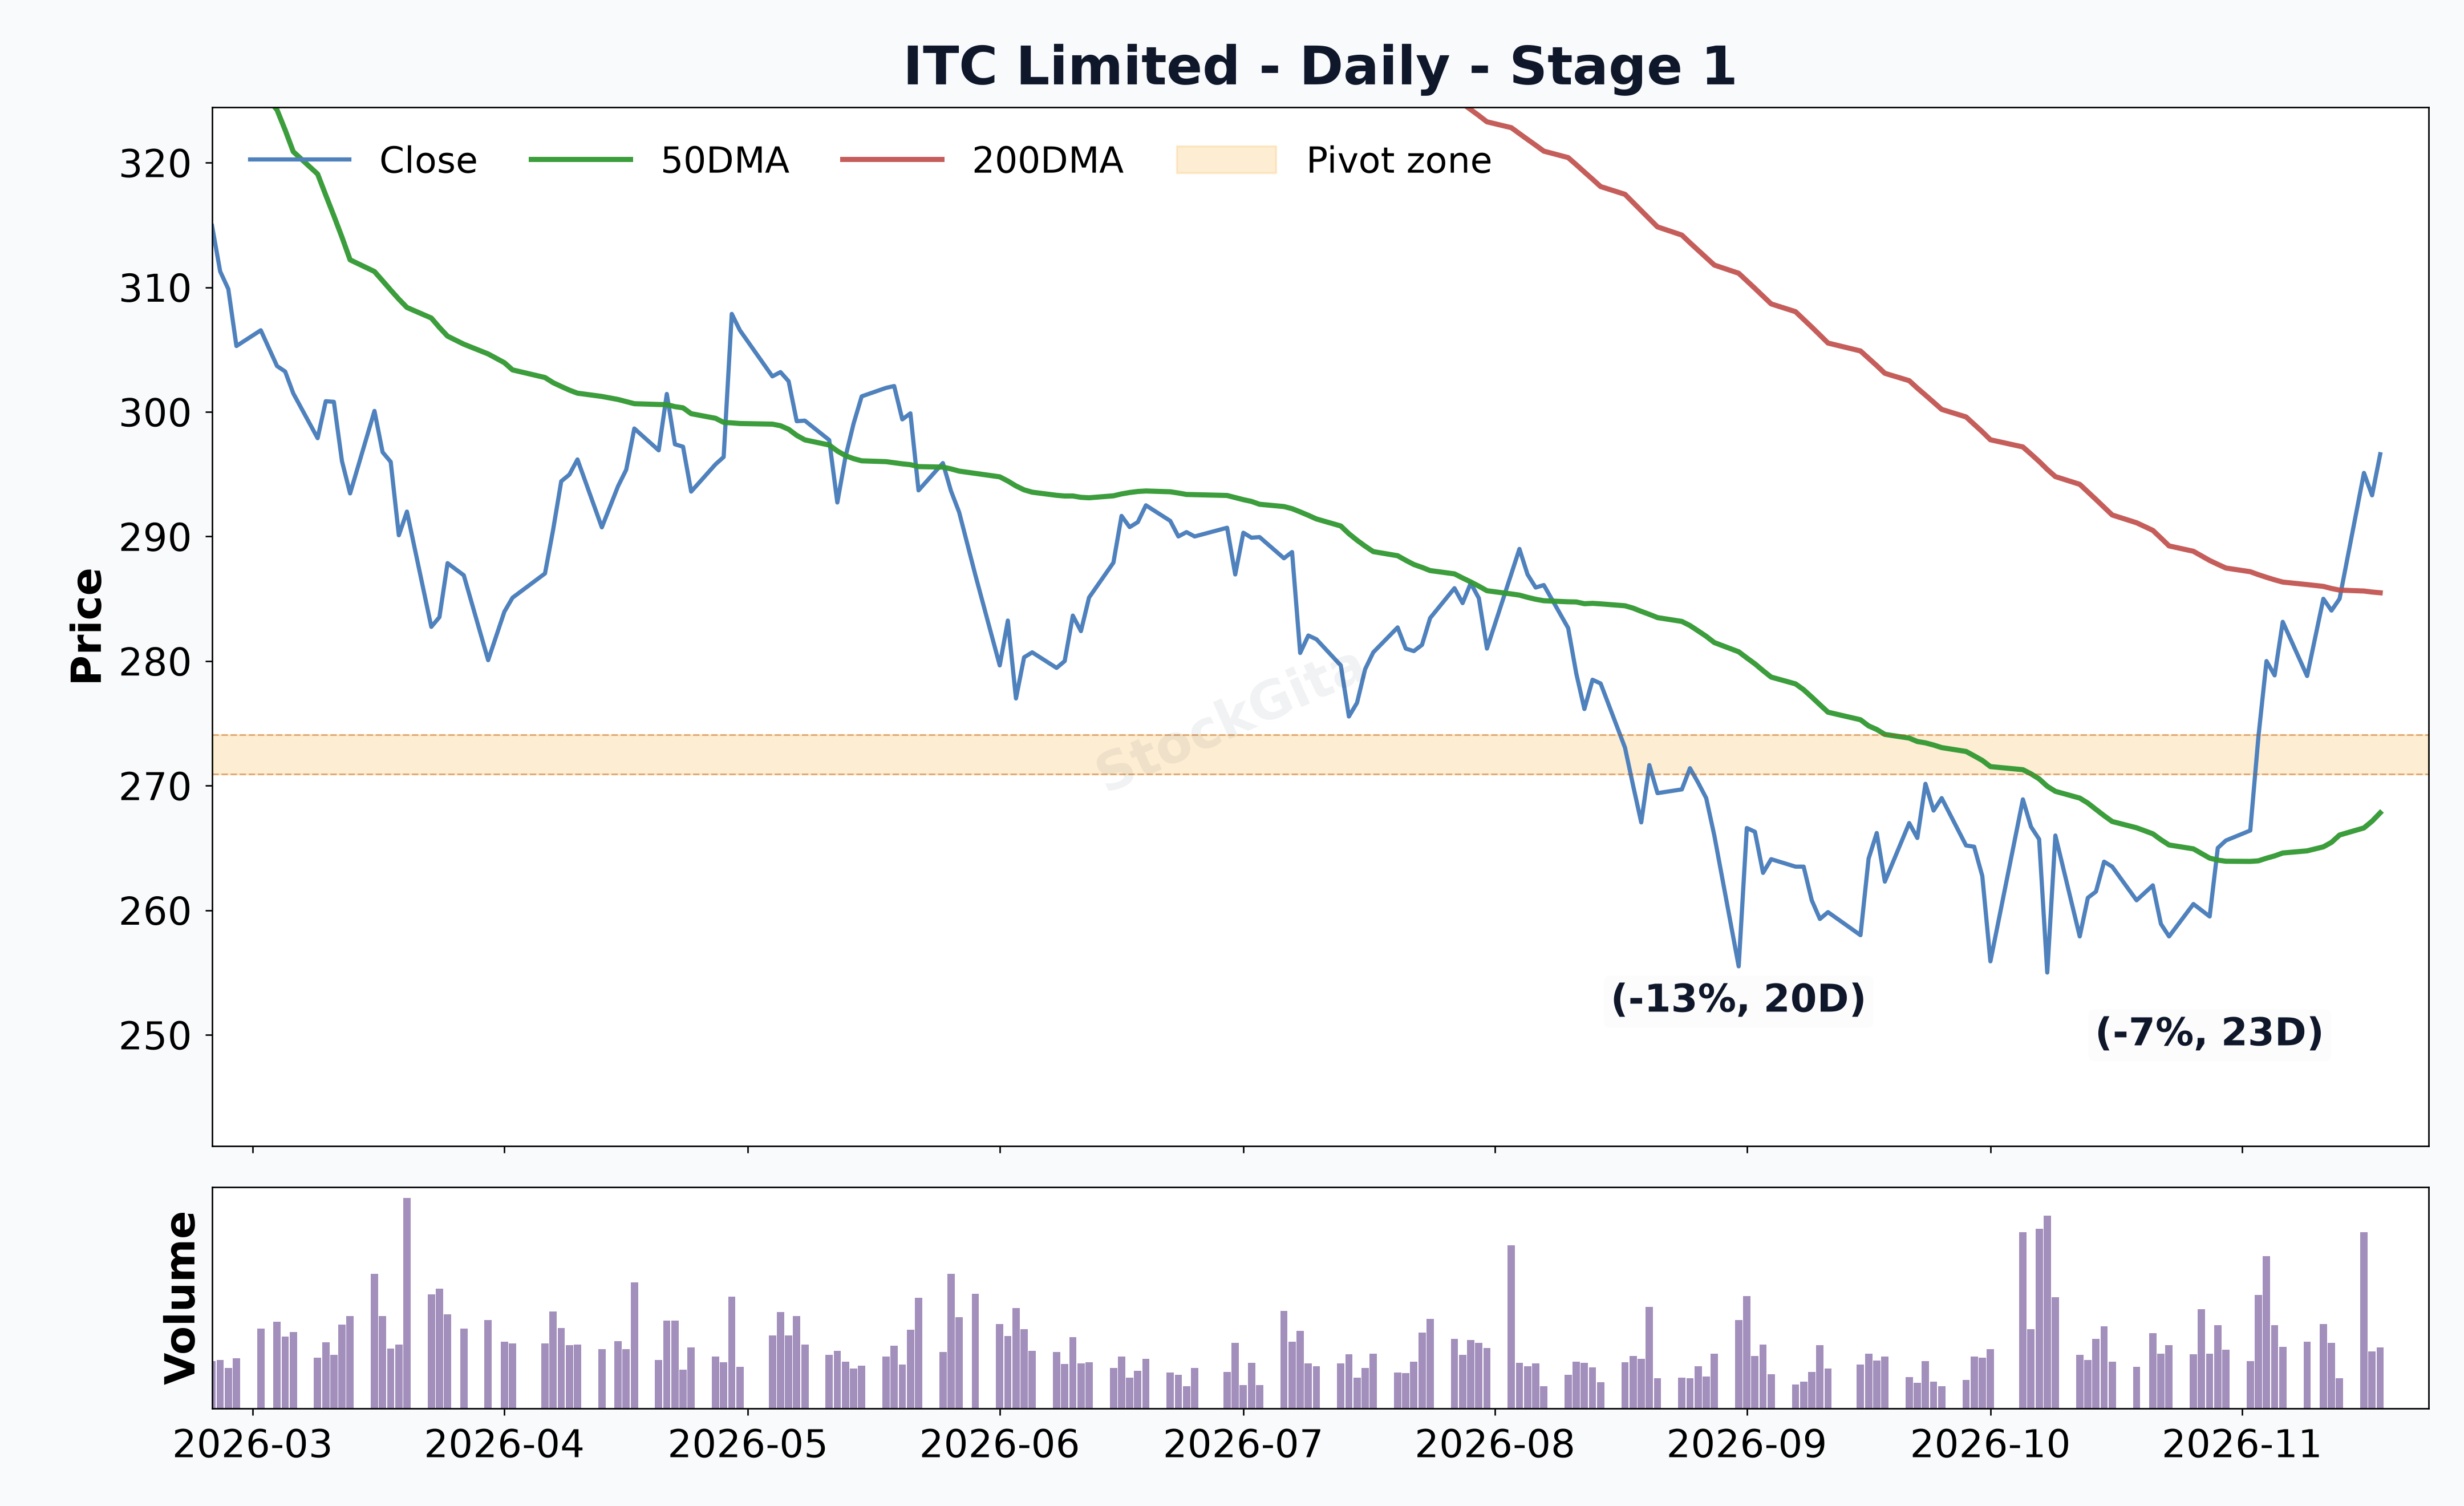 ITC Limited - Daily - Stage 1
Close 50DMA 200DMA Pivot zone
Price
320
310
300
290
280
270
260
250
StockGita
(-13%, 20D)
(-7%, 23D)
Volume
2026-03 2026-04 2026-05 2026-06 2026-07 2026-08 2026-09 2026-10 2026-11